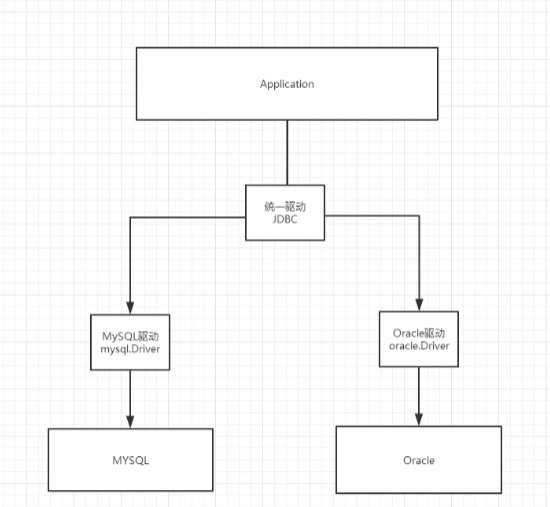 Application
统一驱动
JDBC
MySQL驱动
mysql.Driver
Oracle驱动
oracle.Driver
MYSQL
Oracle